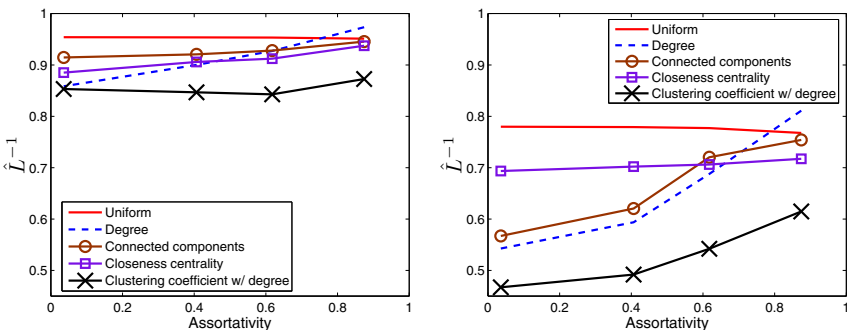 1
0.9
0.8
0.7
0.6
0.5
0
0.2
0.4
0.6
0.8
1
Assortativity
L̂⁻¹
Uniform
Degree
Connected components
Closeness centrality
Clustering coefficient w/ degree
1
0.9
0.8
0.7
0.6
0.5
0
0.2
0.4
0.6
0.8
1
Assortativity
L̂⁻¹
Uniform
Degree
Connected components
Closeness centrality
Clustering coefficient w/ degree